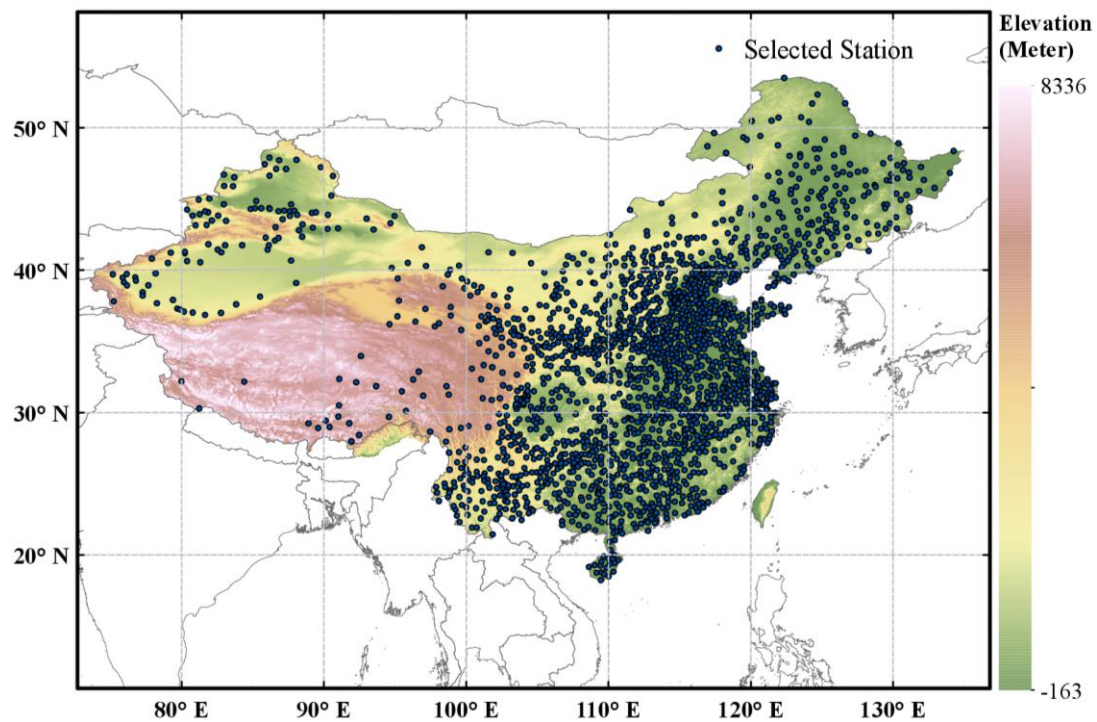 Elevation
(Meter)
Selected Station
8336
50° N
40° N
30° N
20° N
-163
80° E
90° E
100° E
110° E
120° E
130° E